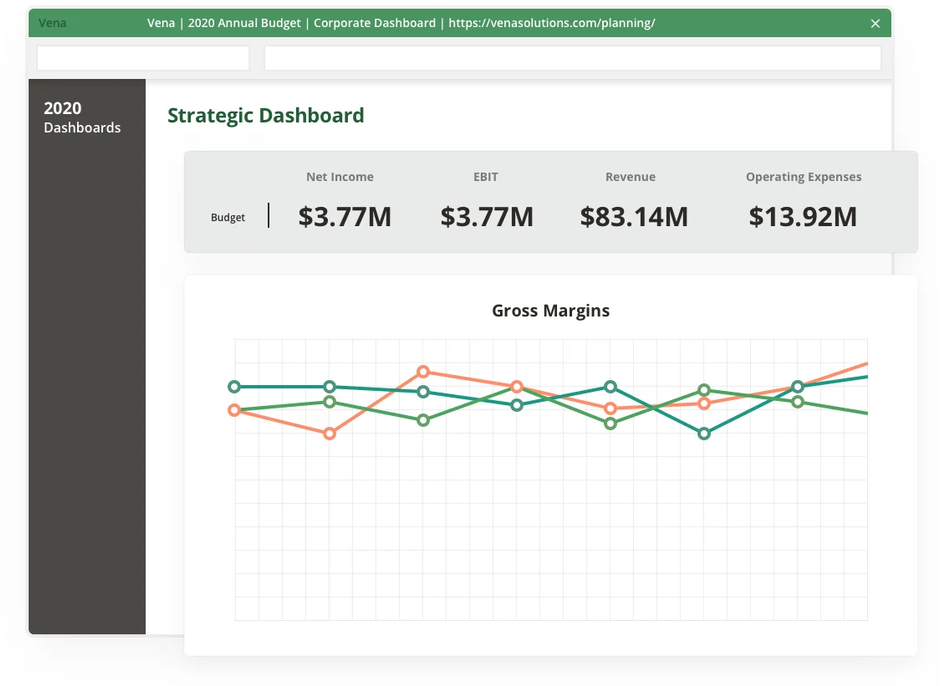 Vena
Vena | 2020 Annual Budget | Corporate Dashboard | https://venasolutions.com/planning/
2020
Dashboards
Strategic Dashboard
Net Income EBIT Revenue Operating Expenses
Budget $3.77M $3.77M $83.14M $13.92M
Gross Margins